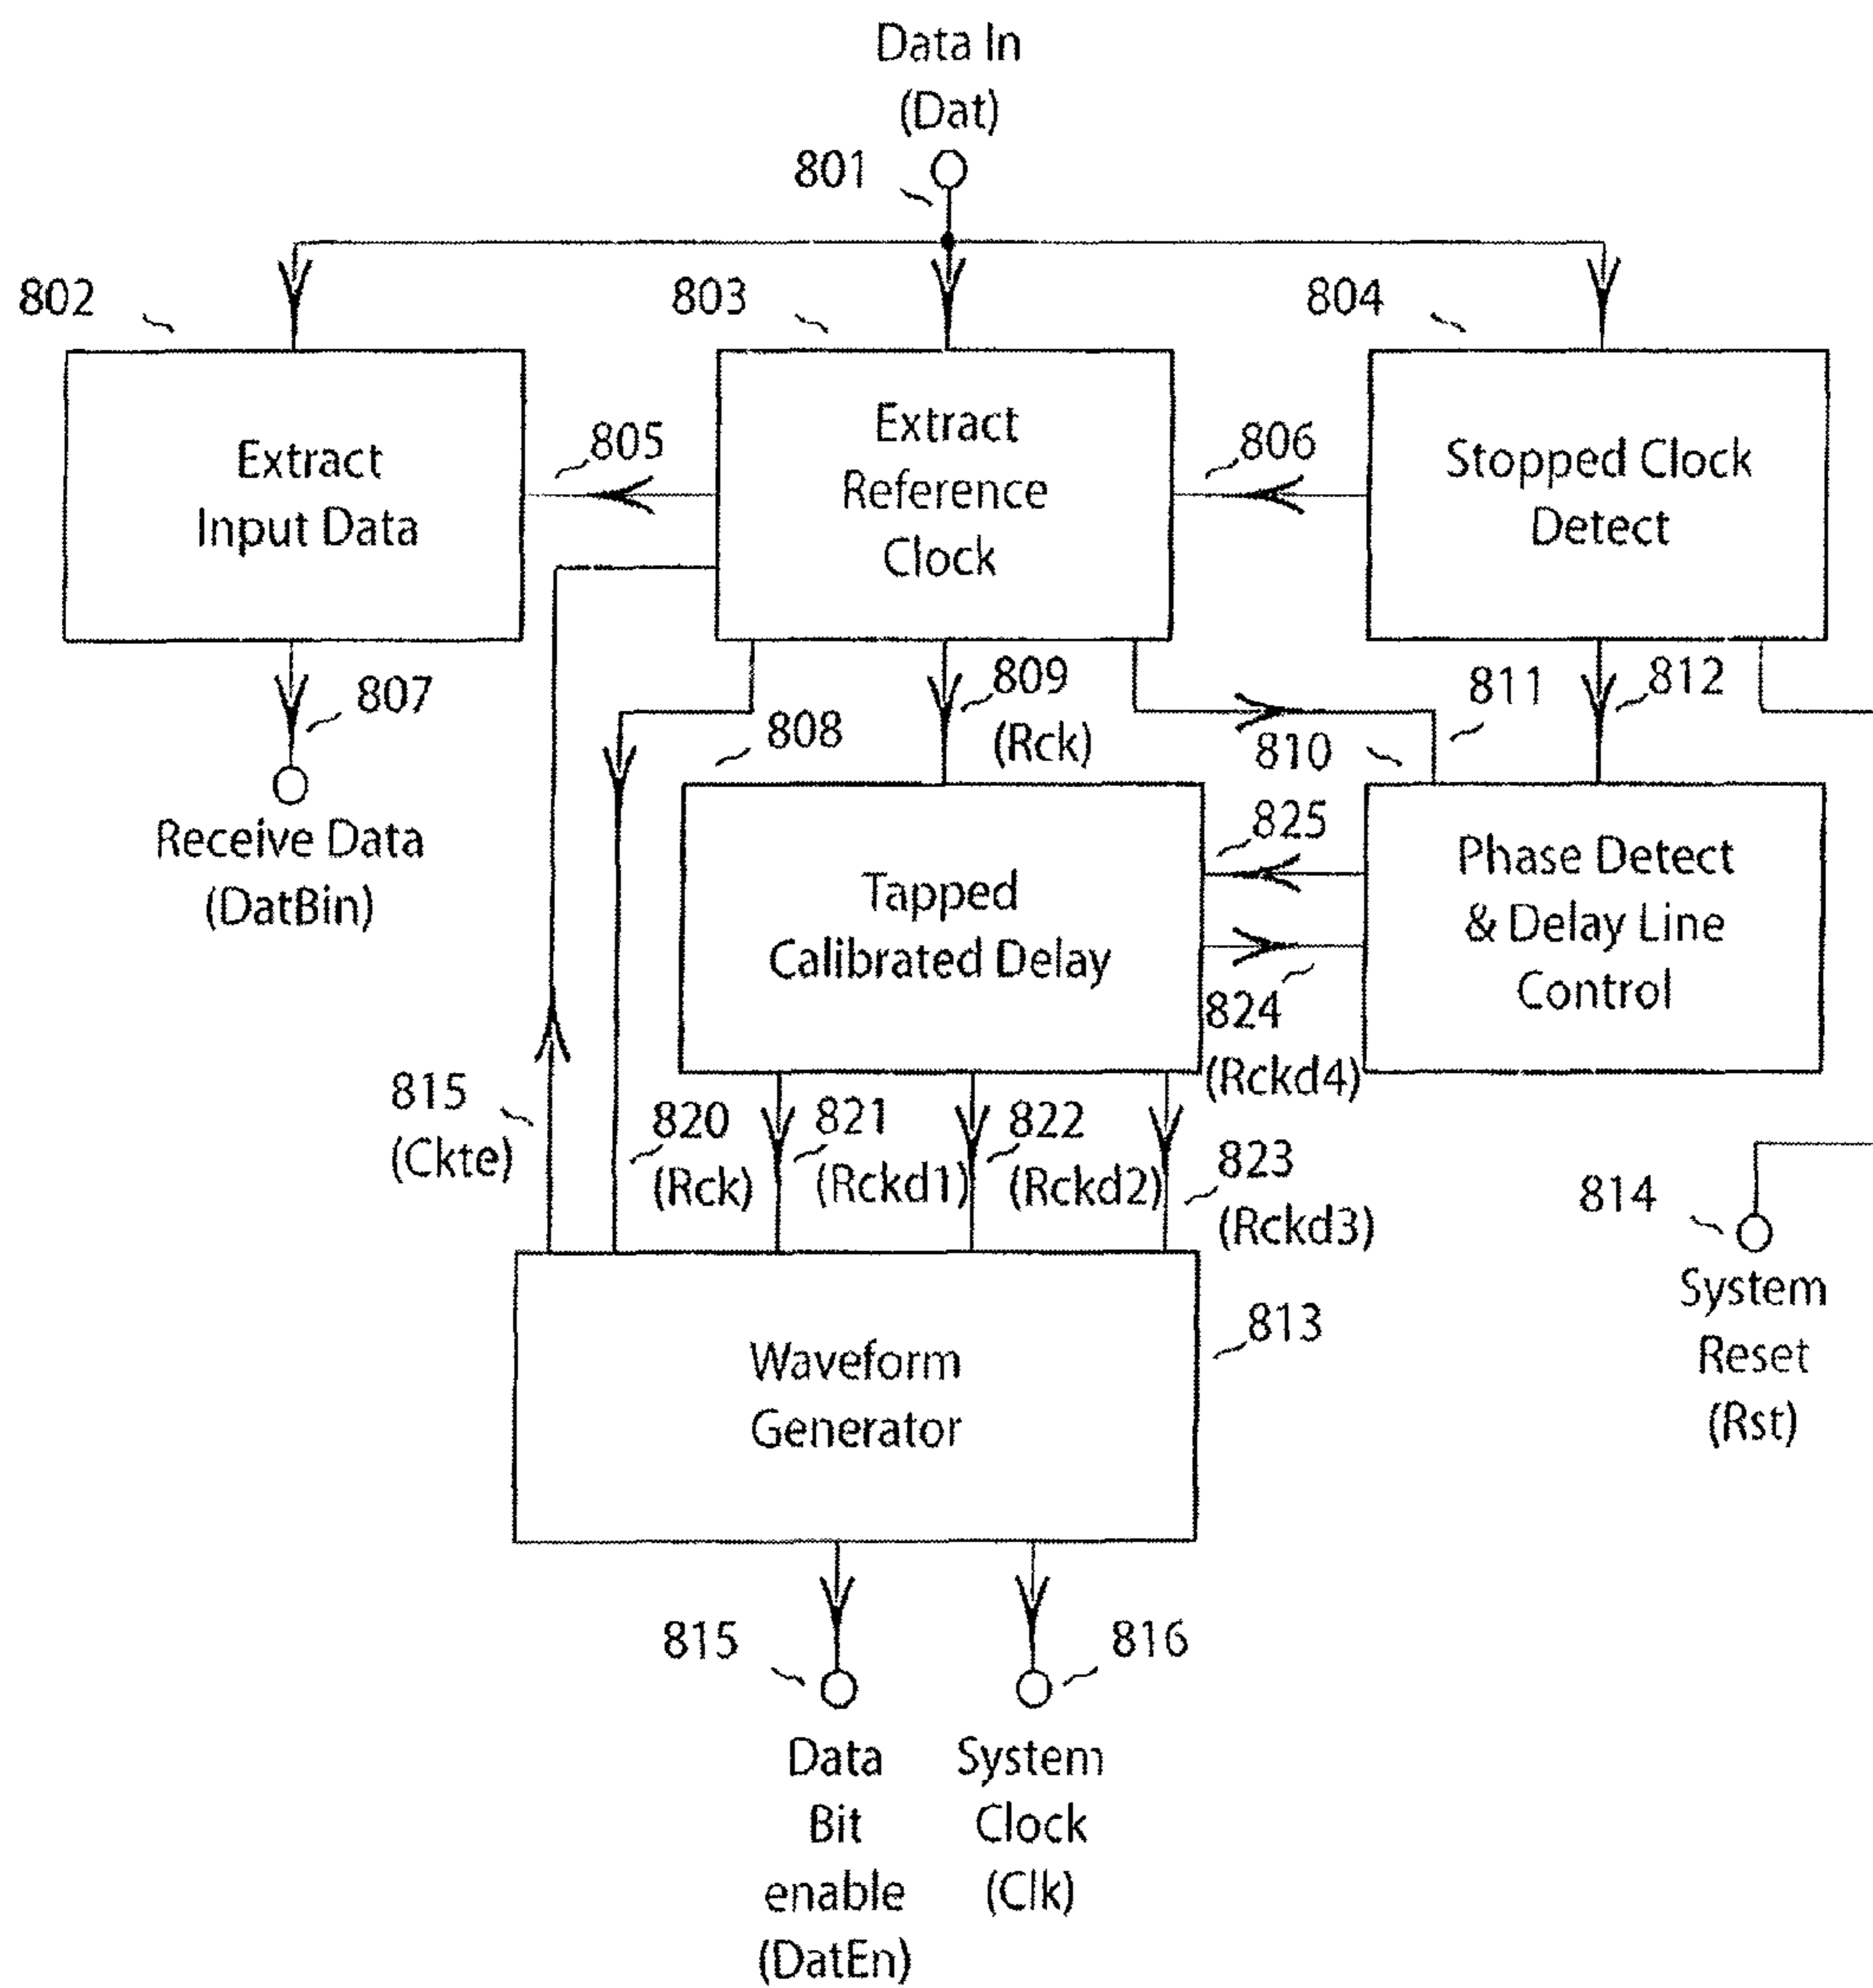 Data In
(Dat)
801
802
803
804
Extract
Input Data
805
Extract
Reference
Clock
806
Stopped Clock
Detect
807
Receive Data
(DatBin)
808
809
(Rck)
810
811
812
Tapped
Calibrated Delay
825
824
(Rckd4)
Phase Detect
& Delay Line
Control
815
(Ckte)
820
(Rck)
821
(Rckd1)
822
(Rckd2)
823
(Rckd3)
814
System
Reset
(Rst)
Waveform
Generator
813
815
816
Data
Bit
enable
(DatEn)
System
Clock
(Clk)